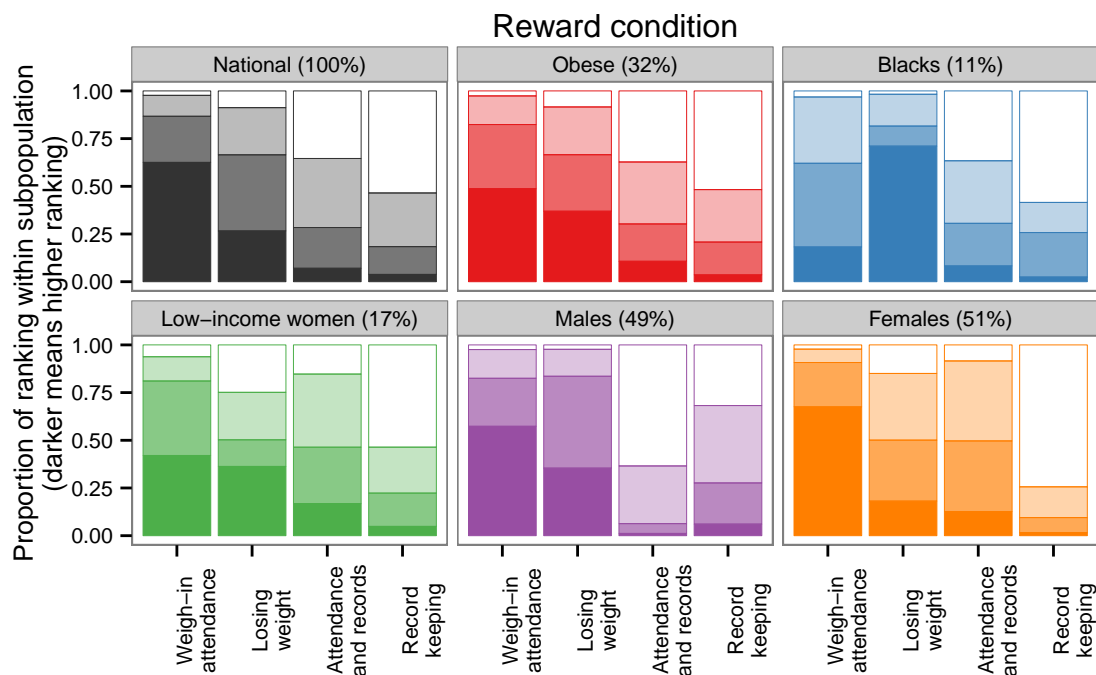 Reward condition
National (100%)
Obese (32%)
Blacks (11%)
1.00
0.75
0.50
0.25
0.00
Low−income women (17%)
Males (49%)
Females (51%)
1.00
0.75
0.50
0.25
0.00
Proportion of ranking within subpopulation
(darker means higher ranking)
Weigh−in
attendance
Losing
weight
Attendance
and records
Record
keeping
Weigh−in
attendance
Losing
weight
Attendance
and records
Record
keeping
Weigh−in
attendance
Losing
weight
Attendance
and records
Record
keeping